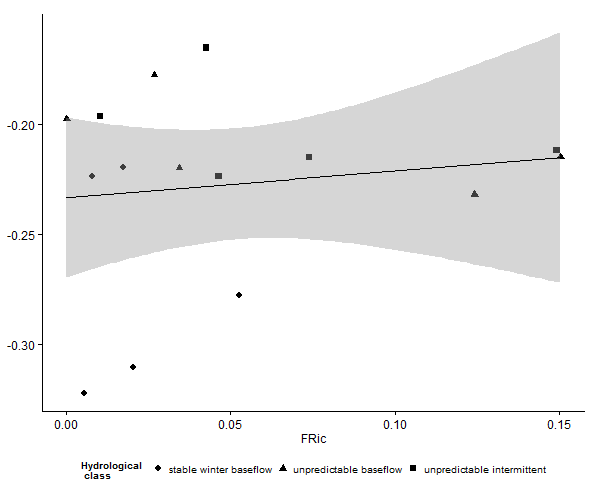 -0.20
-0.25
-0.30
0.00 0.05 0.10 0.15
FRic
Hydrological
class
stable winter baseflow unpredictable baseflow unpredictable intermittent